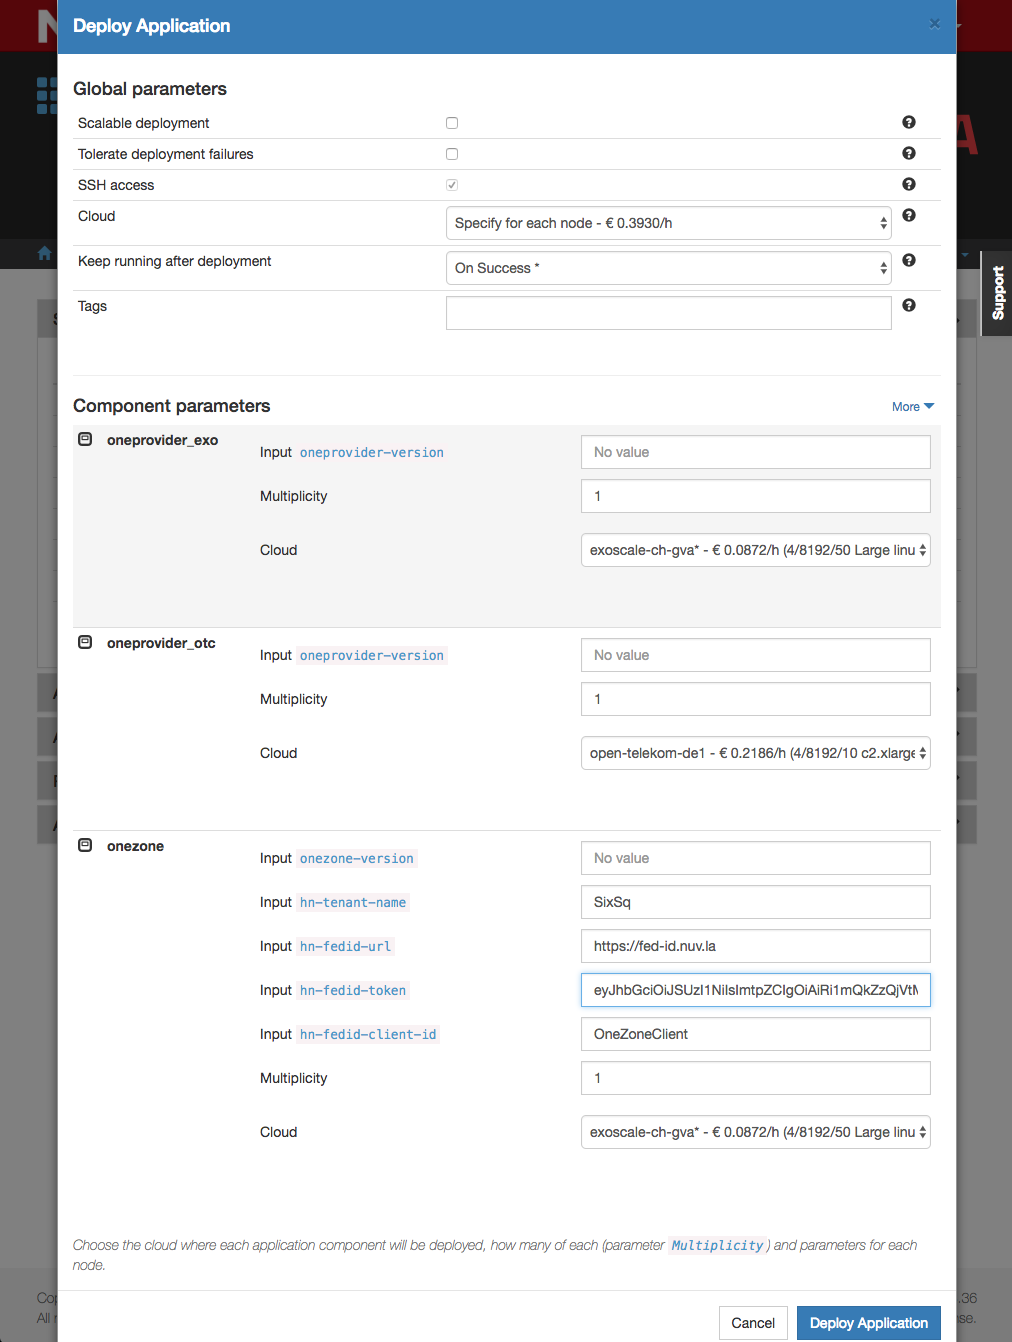 Deploy Application
×
Global parameters
Scalable deployment
Tolerate deployment failures
SSH access
Cloud
Specify for each node - € 0.3930/h
Keep running after deployment
On Success *
Tags
Support
Component parameters
More
oneprovider_exo
Input oneprovider-version
No value
Multiplicity
1
Cloud
exoscale-ch-gva* - € 0.0872/h (4/8192/50 Large linu
oneprovider_otc
Input oneprovider-version
No value
Multiplicity
1
Cloud
open-telekom-de1 - € 0.2186/h (4/8192/10 c2.xlarge
onezone
Input onezone-version
No value
Input hn-tenant-name
SixSq
Input hn-fedid-url
https://fed-id.nuv.la
Input hn-fedid-token
Input hn-fedid-client-id
OneZoneClient
Multiplicity
1
Cloud
exoscale-ch-gva* - € 0.0872/h (4/8192/50 Large linu
Choose the cloud where each application component will be deployed, how many of each (parameter Multiplicity) and parameters for each
node.
Cancel
Deploy Application